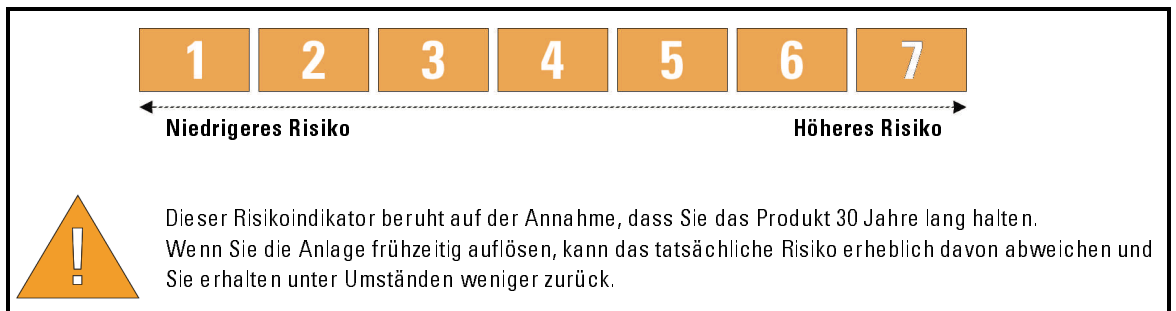 1 2 3 4 5 6 7
Niedrigeres Risiko Höheres Risiko
!
Dieser Risikoindikator beruht auf der Annahme, dass Sie das Produkt 30 Jahre lang halten.
Wenn Sie die Anlage frühzeitig auflösen, kann das tatsächliche Risiko erheblich davon abweichen und
Sie erhalten unter Umständen weniger zurück.